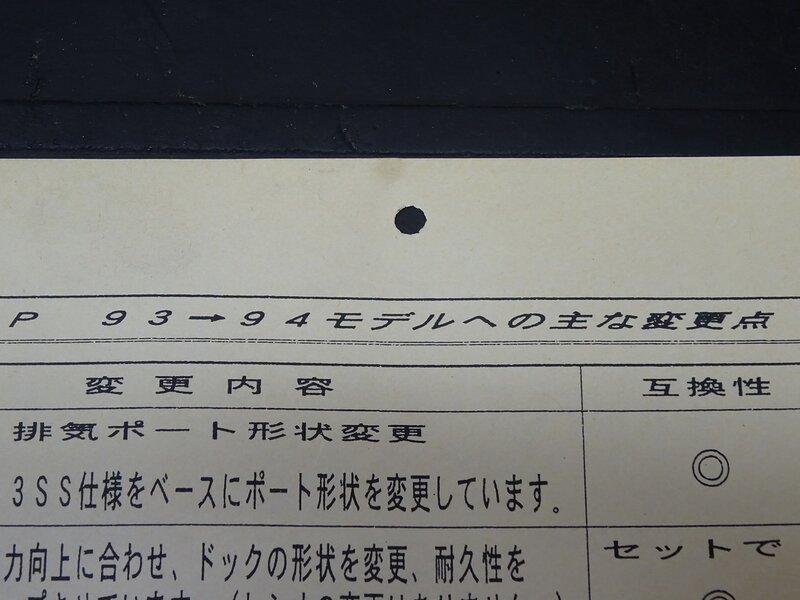 P 93→94モデルへの主な変更点
変更内容 互換性
排気ポート形状変更
◎
3SS仕様をベースにポート形状を変更しています。
力向上に合わせ、ドックの形状を変更、耐久性を セットで